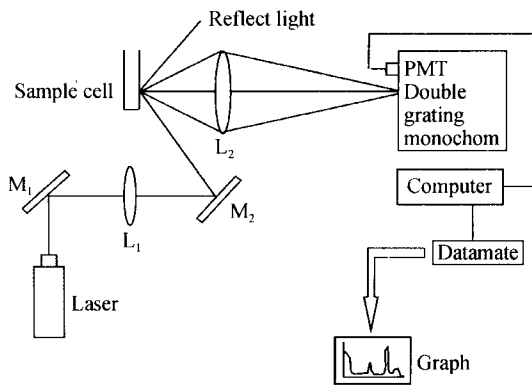 Reflect light
Sample cell
L2
PMT
Double
grating
monochom
M1
L1
M2
Computer
Datamate
Laser
Graph